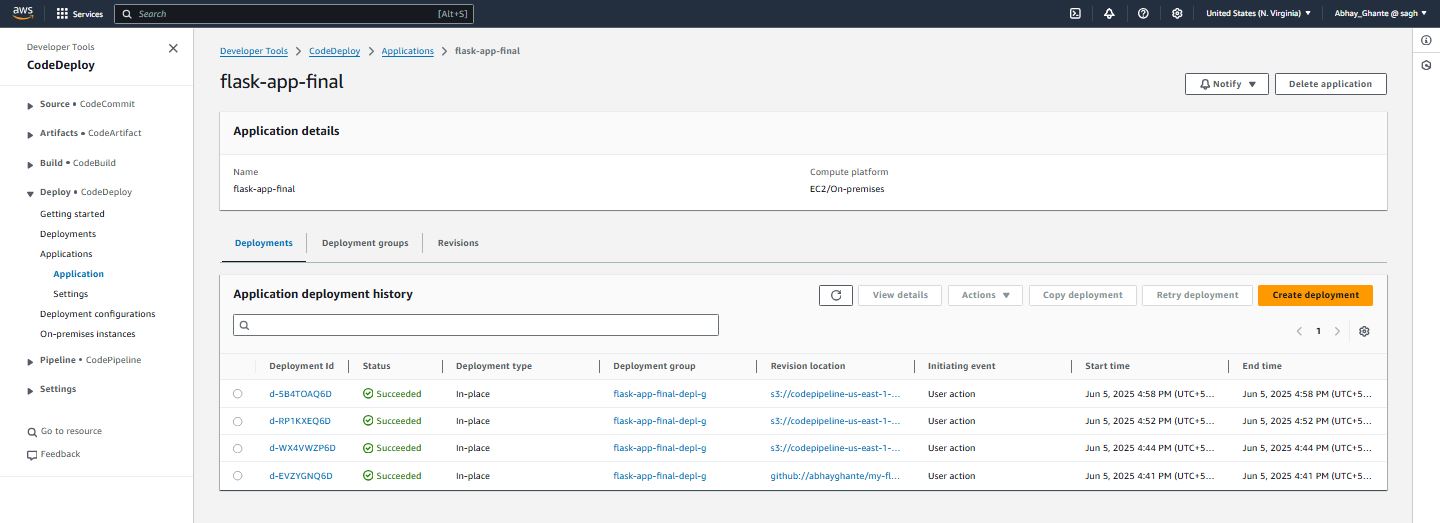 aws Services Search [Alt+S] United States (N. Virginia) Abhay_Ghante @ sagh
Developer Tools
CodeDeploy
Source • CodeCommit
Artifacts • CodeArtifact
Build • CodeBuild
Deploy • CodeDeploy
Getting started
Deployments
Applications
Application
Settings
Deployment configurations
On-premises instances
Pipeline • CodePipeline
Settings
Go to resource
Feedback
Developer Tools > CodeDeploy > Applications > flask-app-final
flask-app-final
Notify Delete application
Application details
Name Compute platform
flask-app-final EC2/On-premises
Deployments Deployment groups Revisions
Application deployment history View details Actions Copy deployment Retry deployment Create deployment
1
Deployment Id Status Deployment type Deployment group Revision location Initiating event Start time End time
d-5B4TOAQ6D Succeeded In-place flask-app-final-depl-g s3://codepipeline-us-east-1-... User action Jun 5, 2025 4:58 PM (UTC+5... Jun 5, 2025 4:58 PM (UTC+5...
d-RP1KXEQ6D Succeeded In-place flask-app-final-depl-g s3://codepipeline-us-east-1-... User action Jun 5, 2025 4:52 PM (UTC+5... Jun 5, 2025 4:52 PM (UTC+5...
d-WX4VWZP6D Succeeded In-place flask-app-final-depl-g s3://codepipeline-us-east-1-... User action Jun 5, 2025 4:44 PM (UTC+5... Jun 5, 2025 4:44 PM (UTC+5...
d-EVZYGNQ6D Succeeded In-place flask-app-final-depl-g github://abhayghante/my-fl... User action Jun 5, 2025 4:41 PM (UTC+5... Jun 5, 2025 4:41 PM (UTC+5...